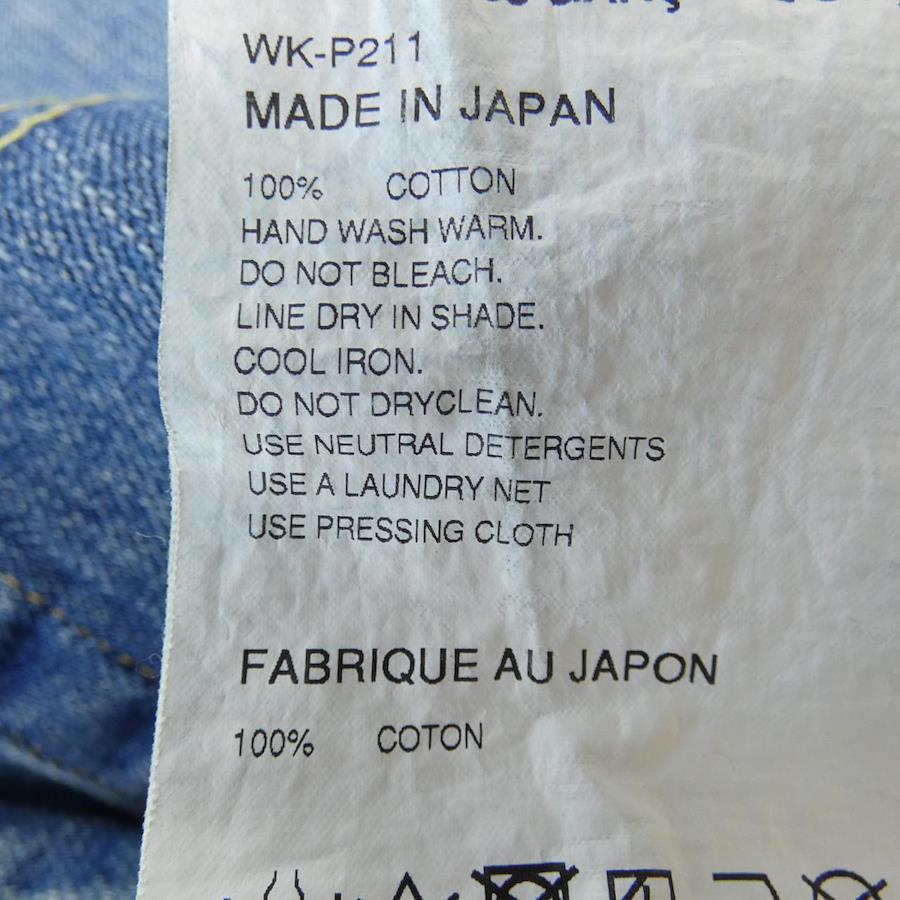 WK-P211
MADE IN JAPAN
100% COTTON
HAND WASH WARM.
DO NOT BLEACH.
LINE DRY IN SHADE.
COOL IRON.
DO NOT DRYCLEAN.
USE NEUTRAL DETERGENTS
USE A LAUNDRY NET
USE PRESSING CLOTH
FABRIQUE AU JAPON
100% COTON